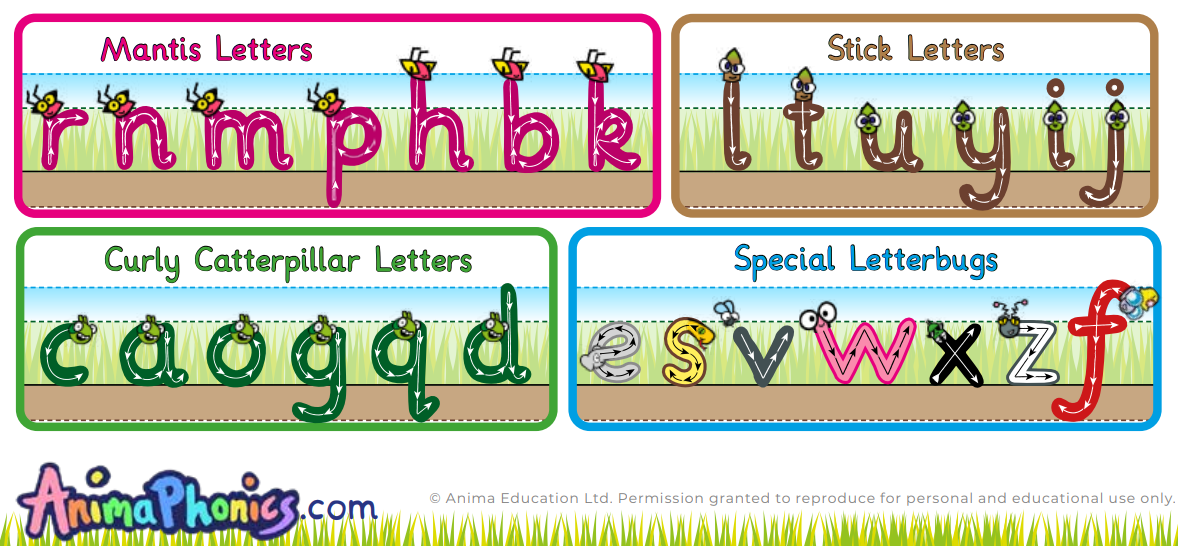 Mantis Letters
r n m p h b k
Stick Letters
l t u y i j
Curly Catterpillar Letters
c a o g q d
Special Letterbugs
e s v w x z f
AnimaPhonics.com
© Anima Education Ltd. Permission granted to reproduce for personal and educational use only.